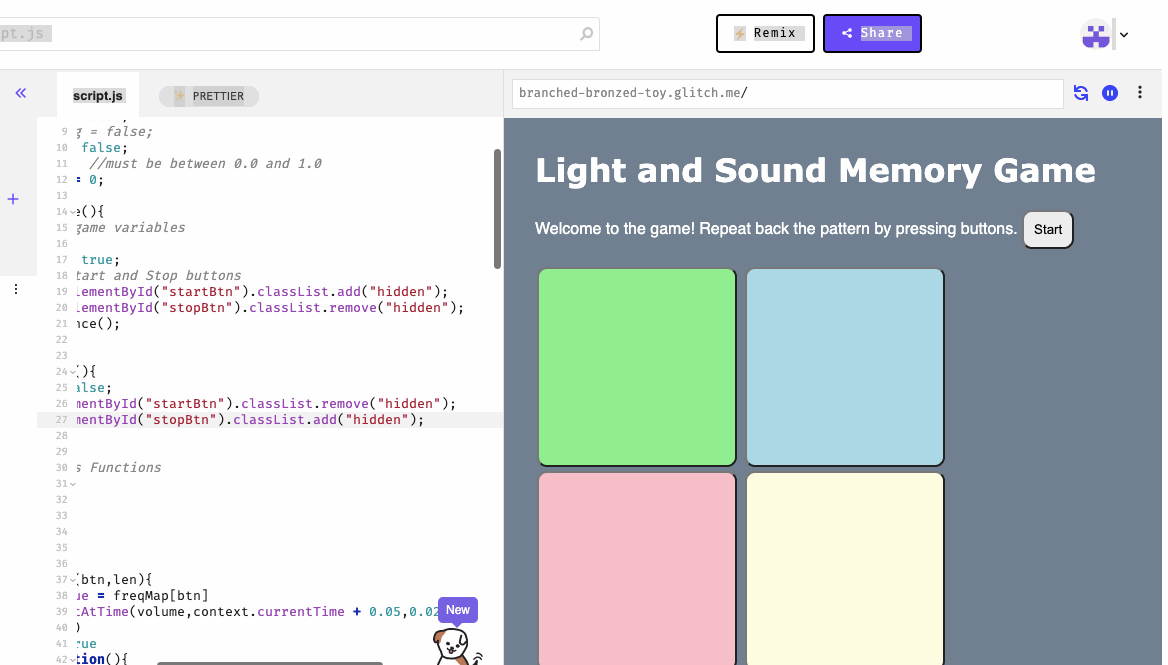 pt.js
⚡ Remix
Share
script.js
⚡ PRETTIER
branched-bronzed-toy.glitch.me/
9 g = false;
10 false;
11 //must be between 0.0 and 1.0
12 = 0;
13
14 e(){
15 game variables
16
17 true;
18 tart and Stop buttons
19 lementById("startBtn").classList.add("hidden");
20 lementById("stopBtn").classList.remove("hidden");
21 nce();
22
23
24 (){
25 alse;
26 mentById("startBtn").classList.remove("hidden");
27 mentById("stopBtn").classList.add("hidden");
28
29
30 s Functions
31
32
33
34
35
36
37 (btn,len){
38 ue = freqMap[btn]
39 tAtTime(volume,context.currentTime + 0.05,0.02
40 )
41 rue
42 tion(){
New
Light and Sound Memory Game
Welcome to the game! Repeat back the pattern by pressing buttons. Start